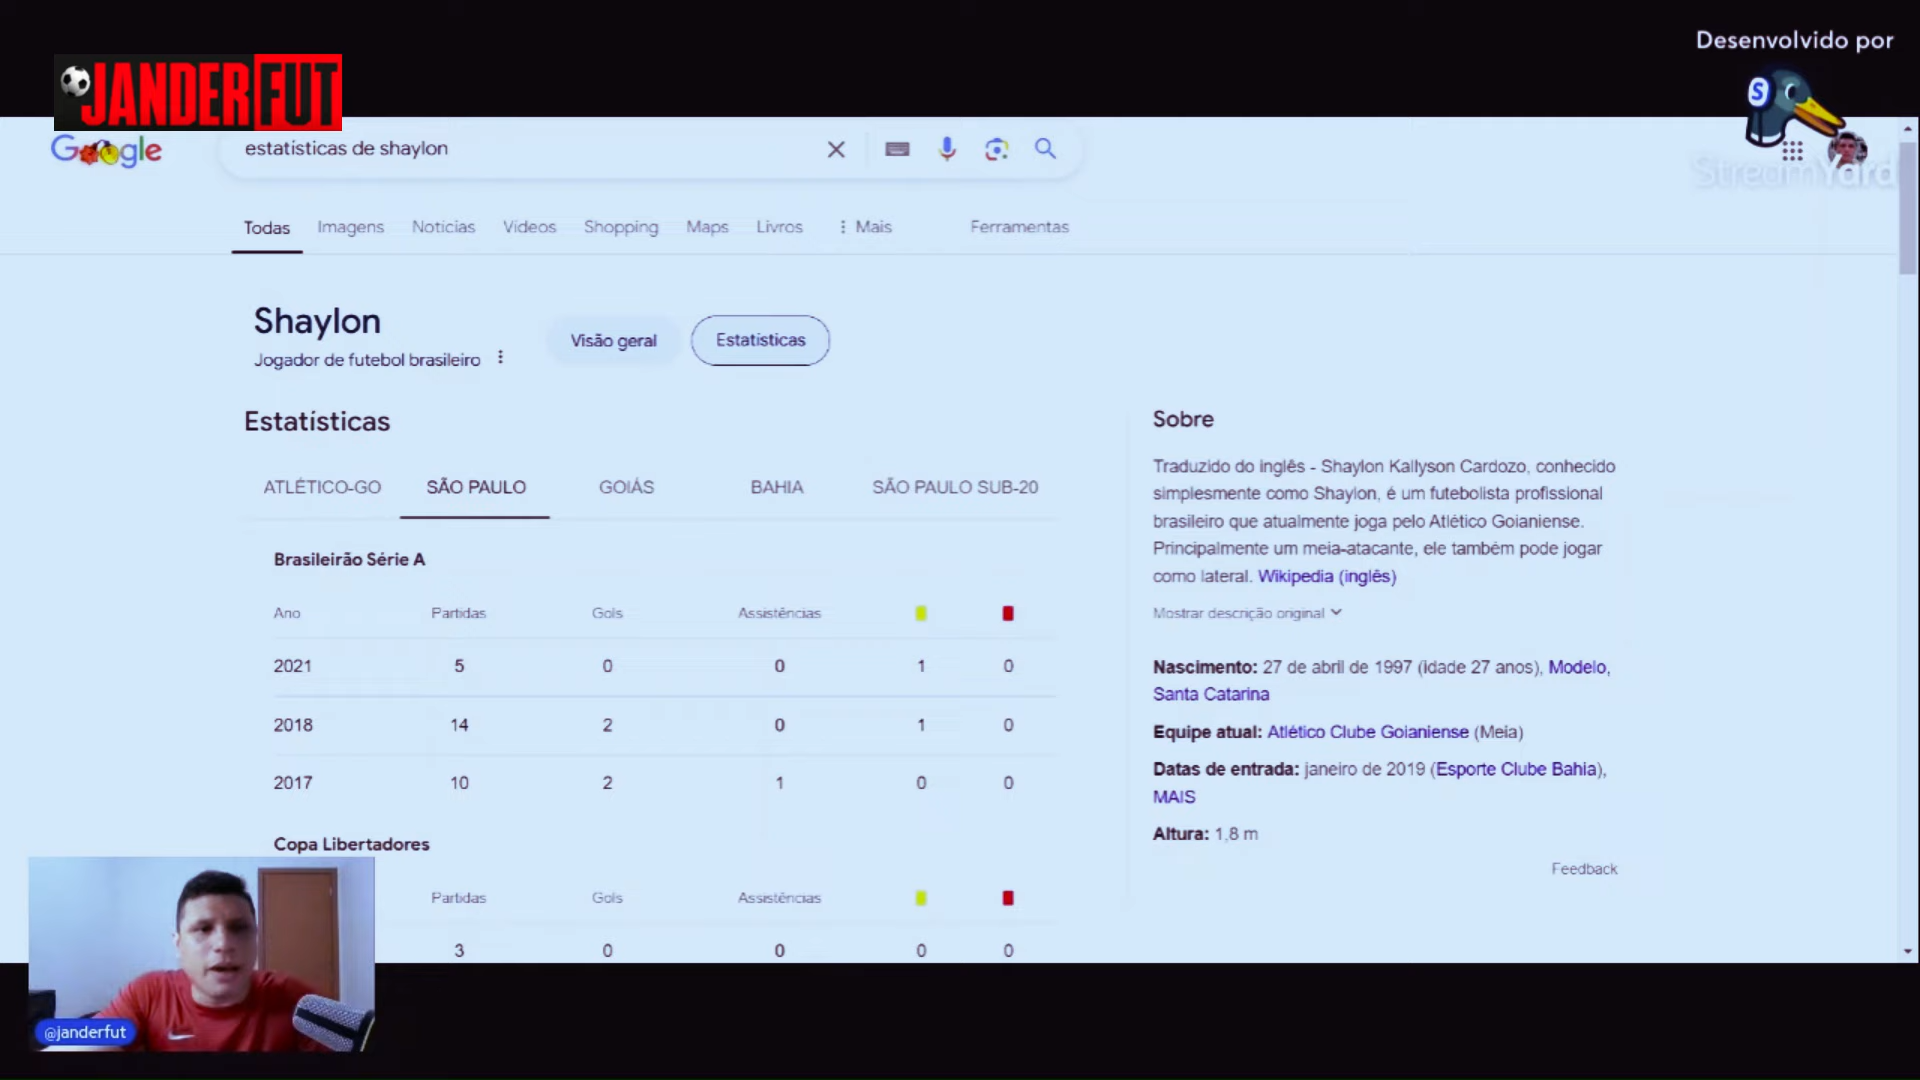 Desenvolvido por
JANDERFUT
S
StreamYard
Google
estatísticas de shaylon
Todas Imagens Notícias Vídeos Shopping Maps Livros Mais Ferramentas
Shaylon
Jogador de futebol brasileiro
Visão geral Estatísticas
Estatísticas
ATLÉTICO-GO SÃO PAULO GOIÁS BAHIA SÃO PAULO SUB-20
Brasileirão Série A
Ano Partidas Gols Assistências
2021 5 0 0 1 0
2018 14 2 0 1 0
2017 10 2 1 0 0
Copa Libertadores
Partidas Gols Assistências
3 0 0 0 0
Sobre
Traduzido do inglês - Shaylon Kallyson Cardozo, conhecido
simplesmente como Shaylon, é um futebolista profissional
brasileiro que atualmente joga pelo Atlético Goianiense.
Principalmente um meia-atacante, ele também pode jogar
como lateral. Wikipedia (inglês)
Mostrar descrição original
Nascimento: 27 de abril de 1997 (idade 27 anos), Modelo,
Santa Catarina
Equipe atual: Atlético Clube Goianiense (Meia)
Datas de entrada: janeiro de 2019 (Esporte Clube Bahia),
MAIS
Altura: 1,8 m
Feedback
@janderfut